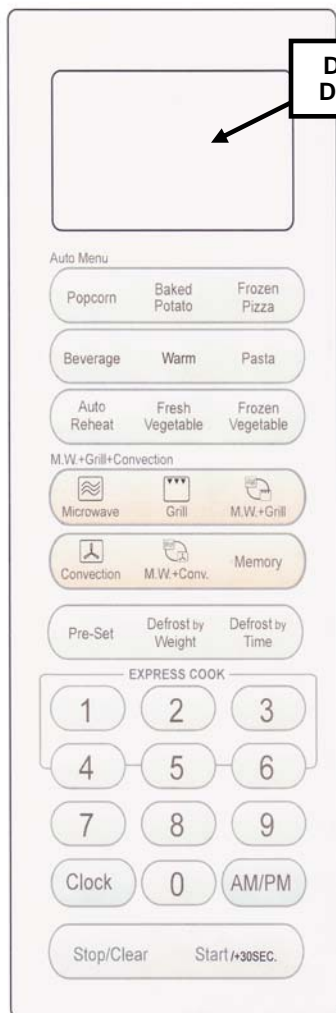 D
D
Auto Menu
Popcorn
Baked
Potato
Frozen
Pizza
Beverage
Warm
Pasta
Auto
Reheat
Fresh
Vegetable
Frozen
Vegetable
M.W.+Grill+Convection
Microwave
Grill
M.W.+Grill
Convection
M.W.+Conv.
Memory
Pre-Set
Defrost by
Weight
Defrost by
Time
EXPRESS COOK
1 2 3
4 5 6
7 8 9
Clock 0 AM/PM
Stop/Clear Start/+30SEC.